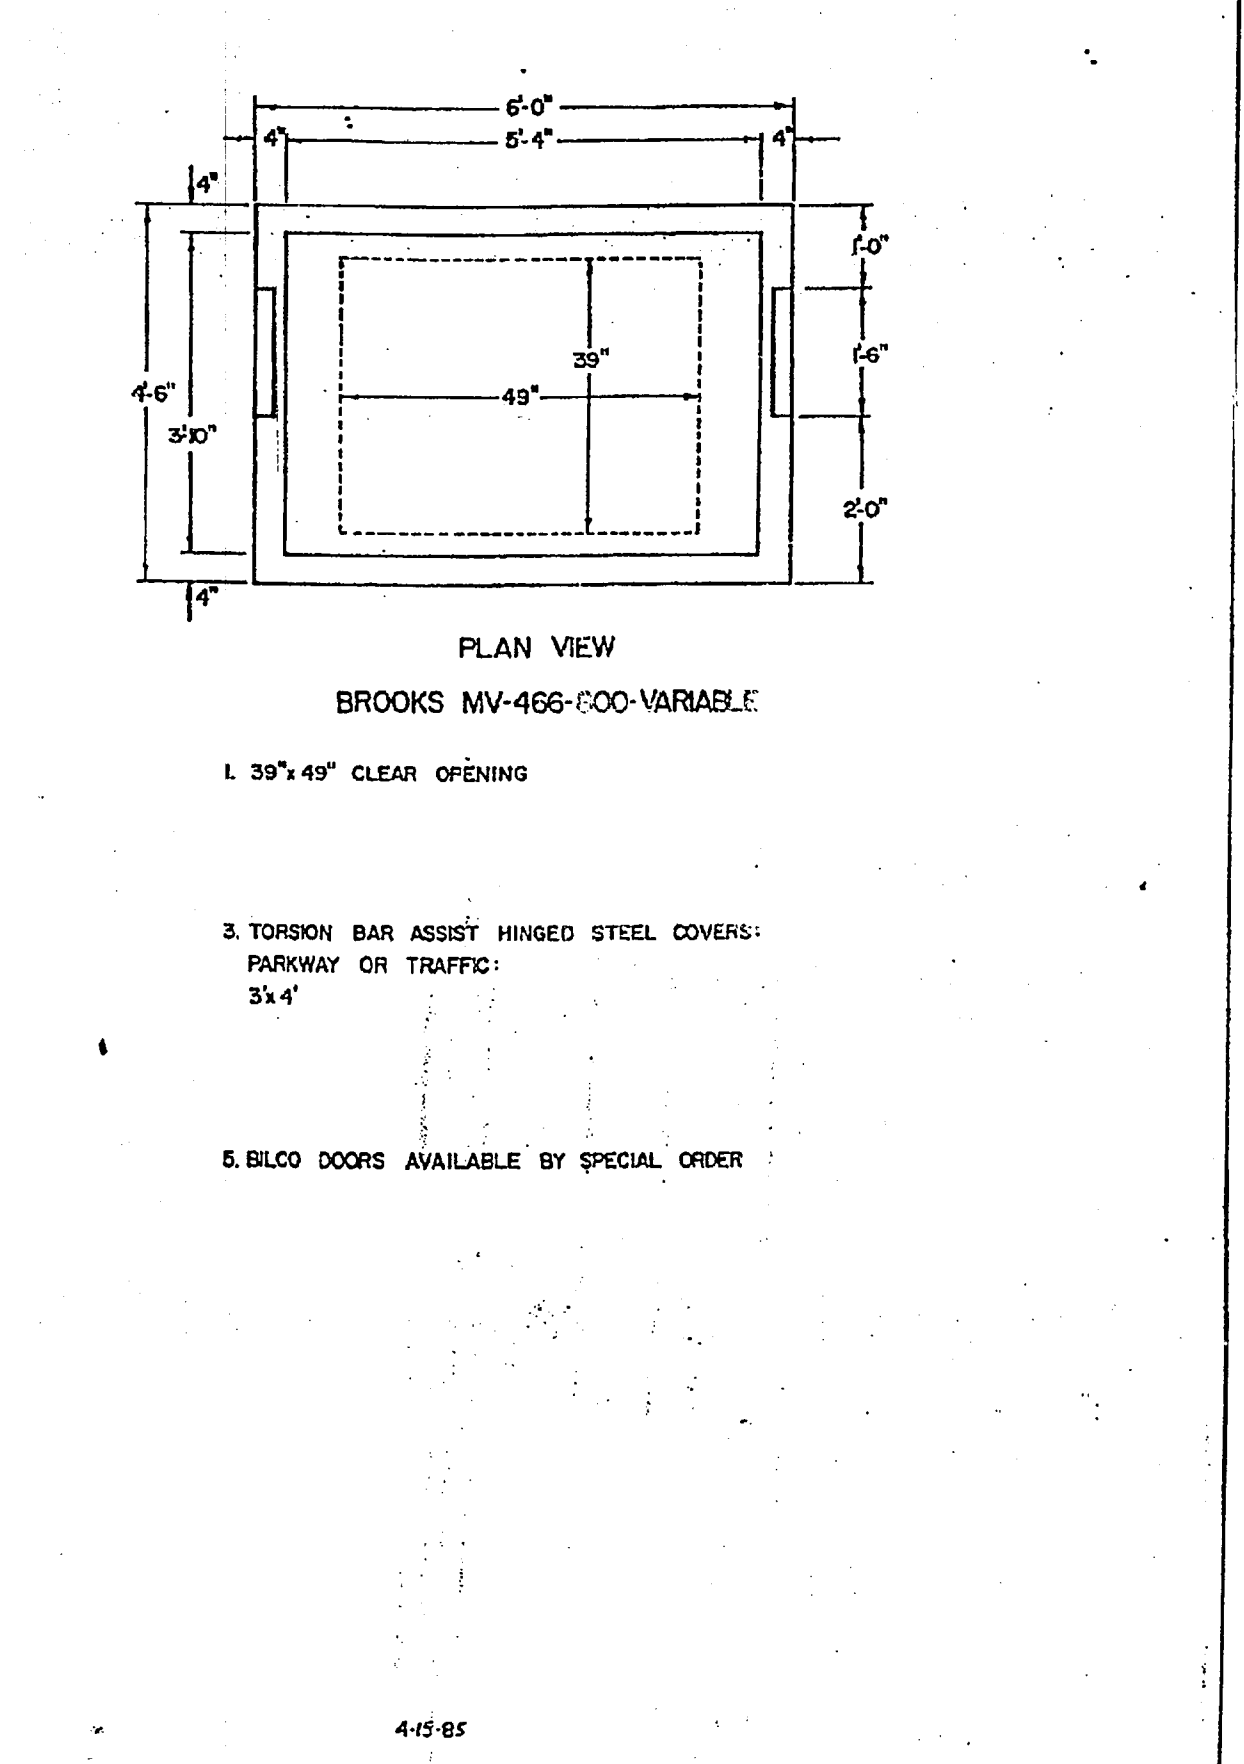 6'-0"
4" 5'-4" 4"
4"
1'-0"
39"
1'-6"
4'-6"
49"
3'-10"
2'-0"
4"
PLAN VIEW
BROOKS MV-466-600-VARIABLE
1. 39"x 49" CLEAR OPENING
3. TORSION BAR ASSIST HINGED STEEL COVERS:
PARKWAY OR TRAFFIC:
3'x 4'
5. BILCO DOORS AVAILABLE BY SPECIAL ORDER
4-15-85